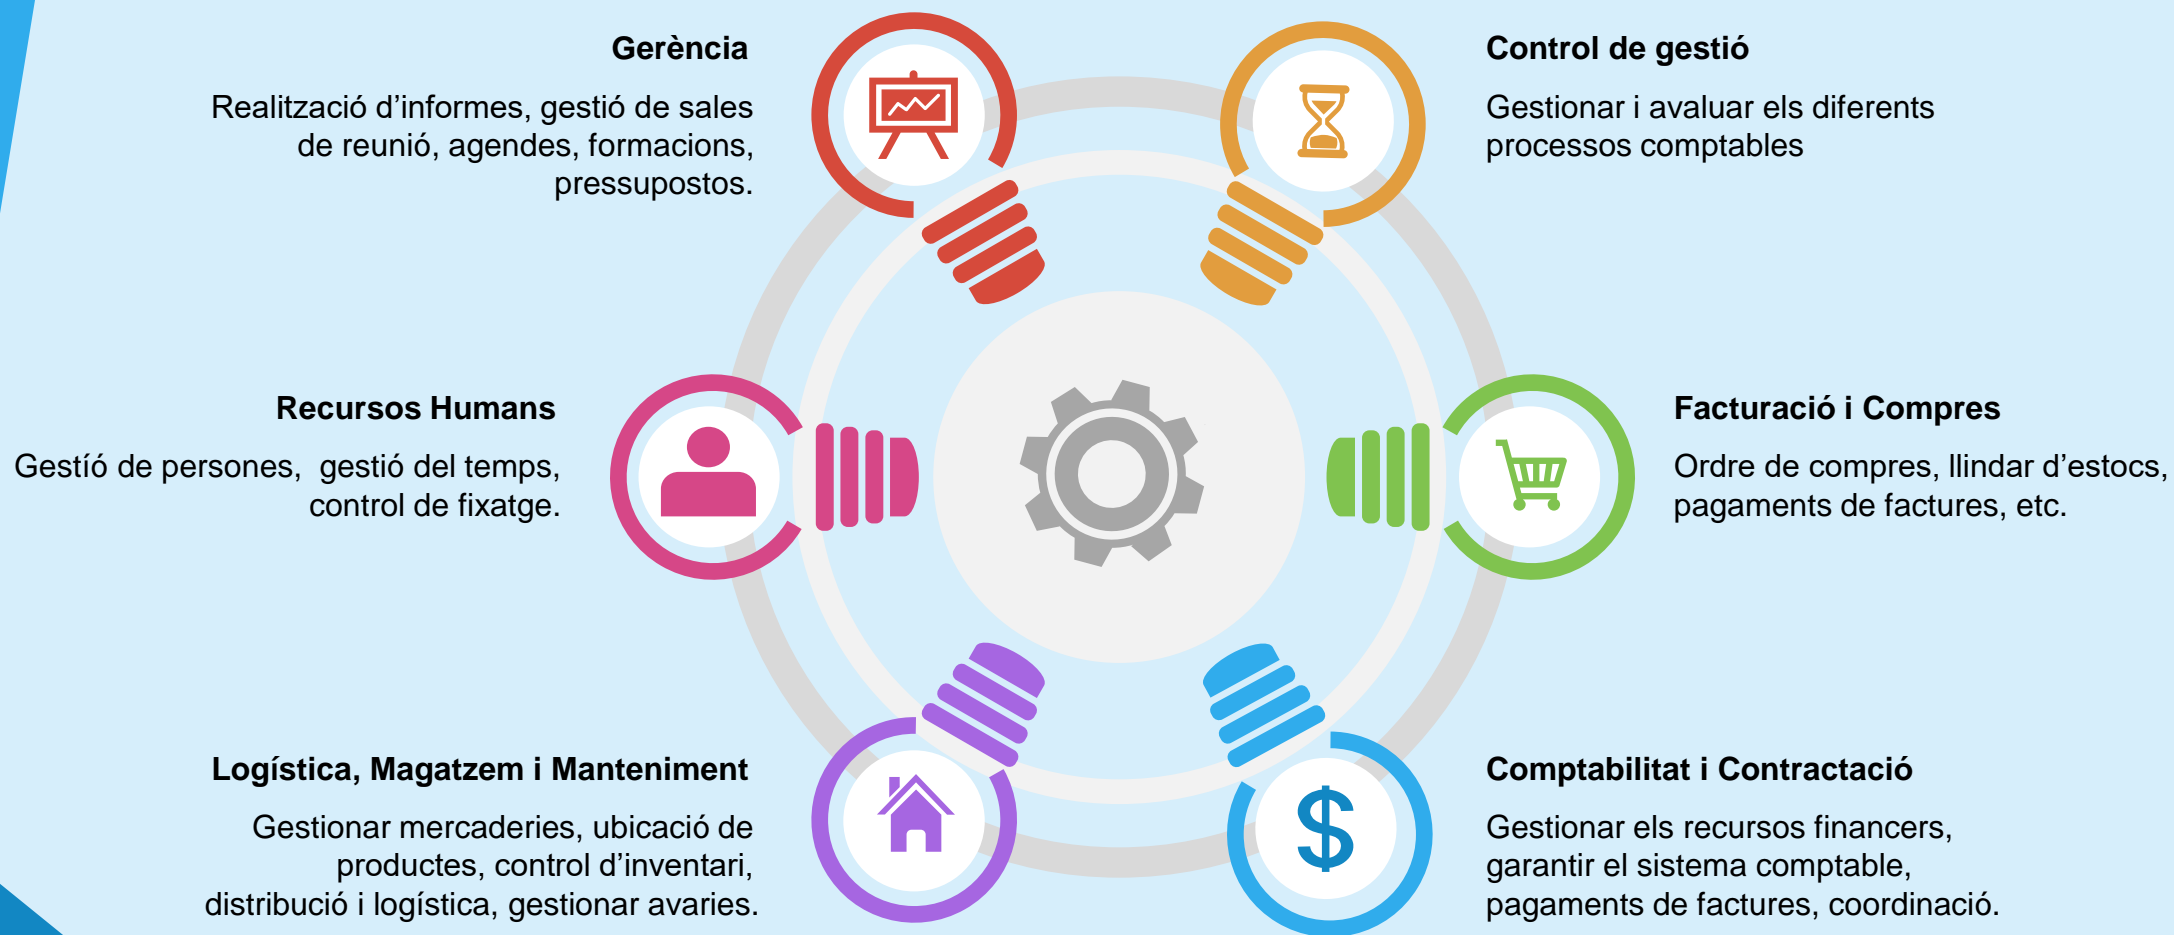 Gerència
Realització d’informes, gestió de sales
de reunió, agendes, formacions,
pressupostos.
Control de gestió
Gestionar i avaluar els diferents
processos comptables
Recursos Humans
Gestíó de persones,  gestió del temps,
control de fixatge.
Facturació i Compres
Ordre de compres, llindar d’estocs,
pagaments de factures, etc.
Logística, Magatzem i Manteniment
Gestionar mercaderies, ubicació de
productes, control d’inventari,
distribució i logística, gestionar avaries.
Comptabilitat i Contractació
Gestionar els recursos financers,
garantir el sistema comptable,
pagaments de factures, coordinació.